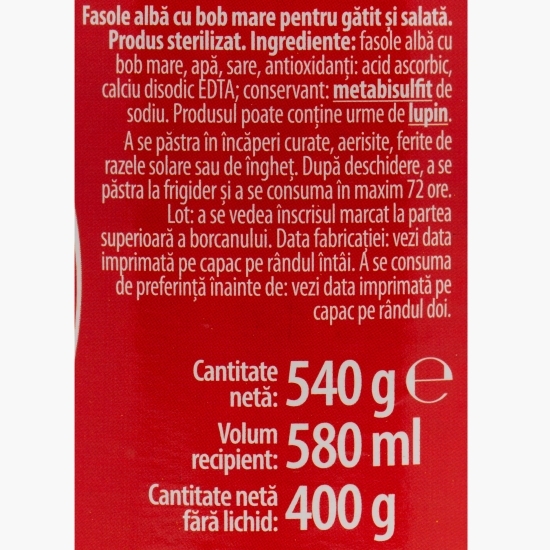 Fasole albă cu bob mare pentru gătit și salată.
Produs sterilizat. Ingrediente: fasole albă cu
bob mare, apă, sare, antioxidanți: acid ascorbic,
calciu disodic EDTA; conservant: metabisulfit de
sodiu. Produsul poate conține urme de lupin.
A se păstra în încăperi curate, aerisite, ferite de
razele solare sau de îngheț. După deschidere, a se
păstra la frigider și a se consuma în maxim 72 ore.
Lot: a se vedea înscrisul marcat la partea
superioară a borcanului. Data fabricației: vezi data
imprimată pe capac pe rândul întâi. A se consuma
de preferință înainte de: vezi data imprimată pe
capac pe rândul doi.
Cantitate
netă: 540 g ℮
Volum
recipient: 580 ml
Cantitate netă
fără lichid: 400 g